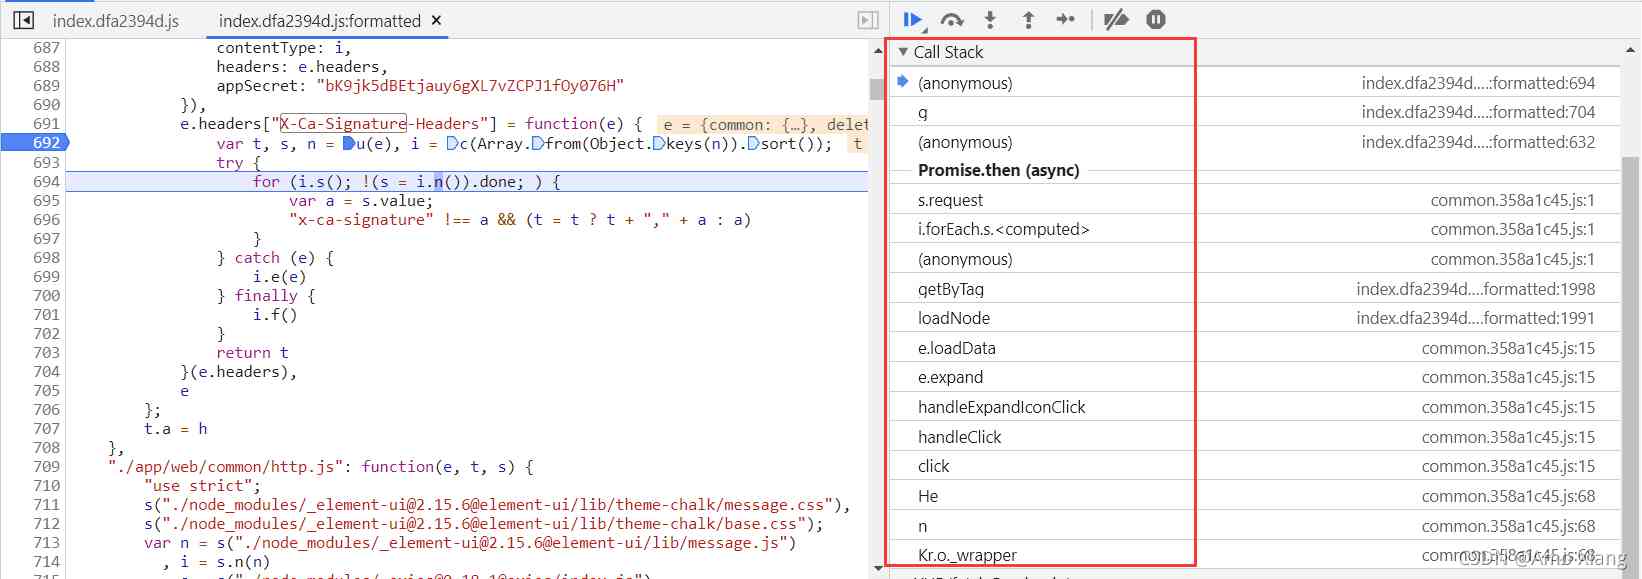 index.dfa2394d.js index.dfa2394d.js:formatted ×
687 contentType: i,
688 headers: e.headers,
689 appSecret: "bK9jk5dBEtjauy6gXL7vZCPJ1fOy076H"
690 }),
691 e.headers["X-Ca-Signature-Headers"] = function(e) { e = {common: {…}, delet
692 var t, s, n = u(e), i = c(Array.from(Object.keys(n)).sort()); t
693 try {
694 for (i.s(); !(s = i.n()).done; ) {
695 var a = s.value;
696 "x-ca-signature" !== a && (t = t ? t + "," + a : a)
697 }
698 } catch (e) {
699 i.e(e)
700 } finally {
701 i.f()
702 }
703 return t
704 }(e.headers),
705 e
706 };
707 t.a = h
708 },
709 "./app/web/common/http.js": function(e, t, s) {
710 "use strict";
711 s("./node_modules/_element-ui@2.15.6@element-ui/lib/theme-chalk/message.css"),
712 s("./node_modules/_element-ui@2.15.6@element-ui/lib/theme-chalk/base.css");
713 var n = s("./node_modules/_element-ui@2.15.6@element-ui/lib/message.js")
714 , i = s.n(n)
Call Stack
(anonymous) index.dfa2394d....:formatted:694
g index.dfa2394d....:formatted:704
(anonymous) index.dfa2394d....:formatted:632
Promise.then (async)
s.request common.358a1c45.js:1
i.forEach.s.<computed> common.358a1c45.js:1
(anonymous) common.358a1c45.js:1
getByTag index.dfa2394d....formatted:1998
loadNode index.dfa2394d....formatted:1991
e.loadData common.358a1c45.js:15
e.expand common.358a1c45.js:15
handleExpandIconClick common.358a1c45.js:15
handleClick common.358a1c45.js:15
click common.358a1c45.js:15
He common.358a1c45.js:68
n common.358a1c45.js:68
Kr.o._wrapper common.358a1c45.js:68